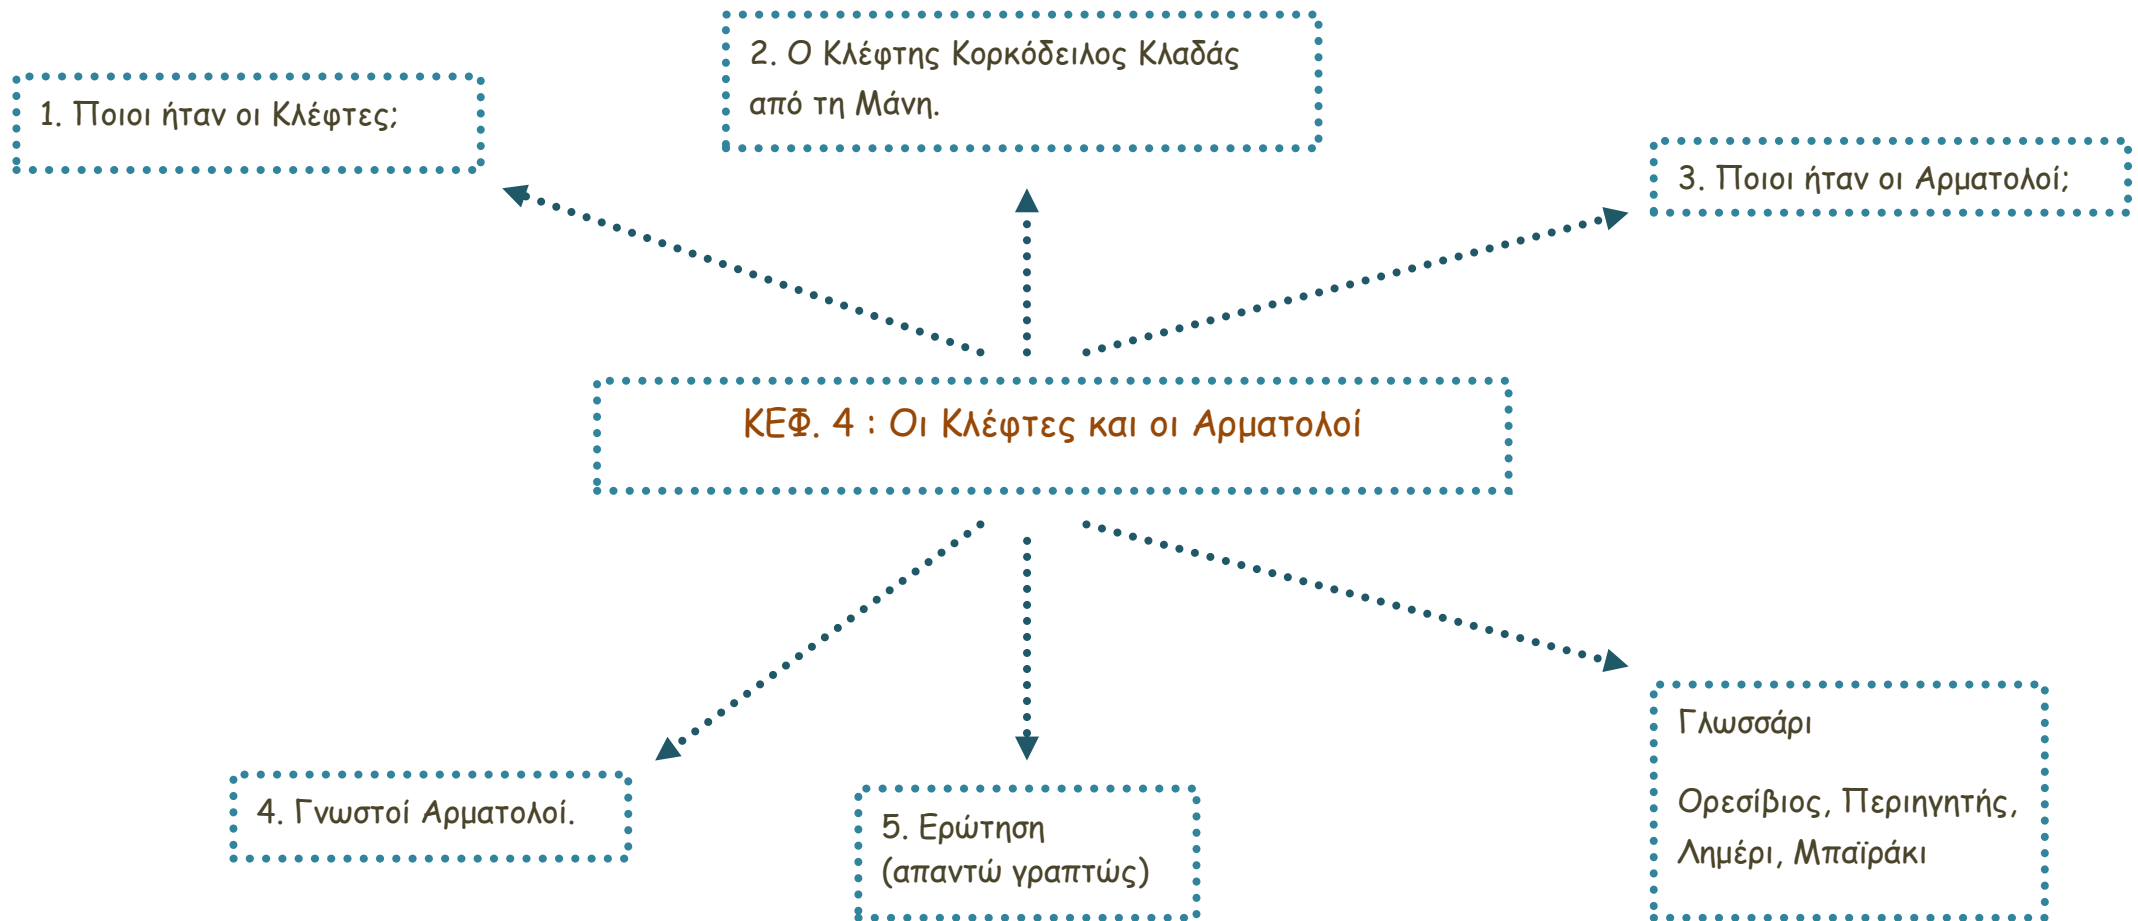 1. Ποιοι ήταν οι Κλέφτες;
2. Ο Κλέφτης Κορκόδειλος Κλαδάς
από τη Μάνη.
3. Ποιοι ήταν οι Αρματολοί;
ΚΕΦ. 4 : Οι Κλέφτες και οι Αρματολοί
4. Γνωστοί Αρματολοί.
5. Ερώτηση
(απαντώ γραπτώς)
Γλωσσάρι
Ορεσίβιος, Περιηγητής,
Λημέρι, Μπαϊράκι